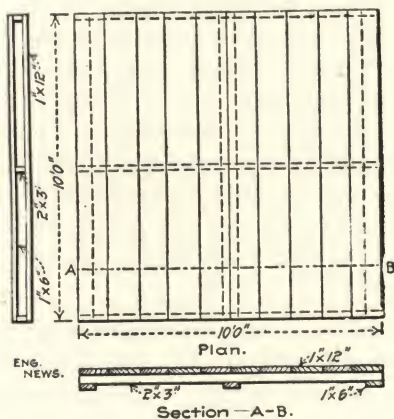 1"x12"
10'0"
2"x3"
1"x6"
A
B
10'0"
Plan.
ENG.
NEWS.
1"x12"
2"x3"
1"x6"
Section-A-B.